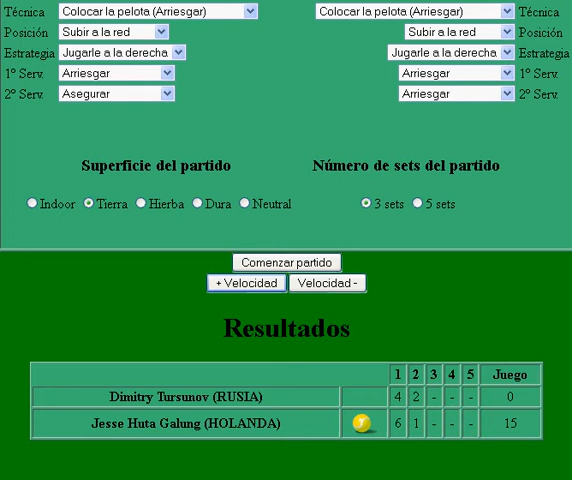 Técnica Colocar la pelota (Arriesgar) Colocar la pelota (Arriesgar) Técnica
Posición Subir a la red Subir a la red Posición
Estrategia Jugarle a la derecha Jugarle a la derecha Estrategia
1º Serv. Arriesgar Arriesgar 1º Serv.
2º Serv. Asegurar Arriesgar 2º Serv.
Superficie del partido Número de sets del partido
Indoor Tierra Hierba Dura Neutral 3 sets 5 sets
Comenzar partido
+ Velocidad Velocidad -
Resultados
1 2 3 4 5 Juego
Dimitry Tursunov (RUSIA) 4 2 - - - 0
Jesse Huta Galung (HOLANDA) 6 1 - - - 15